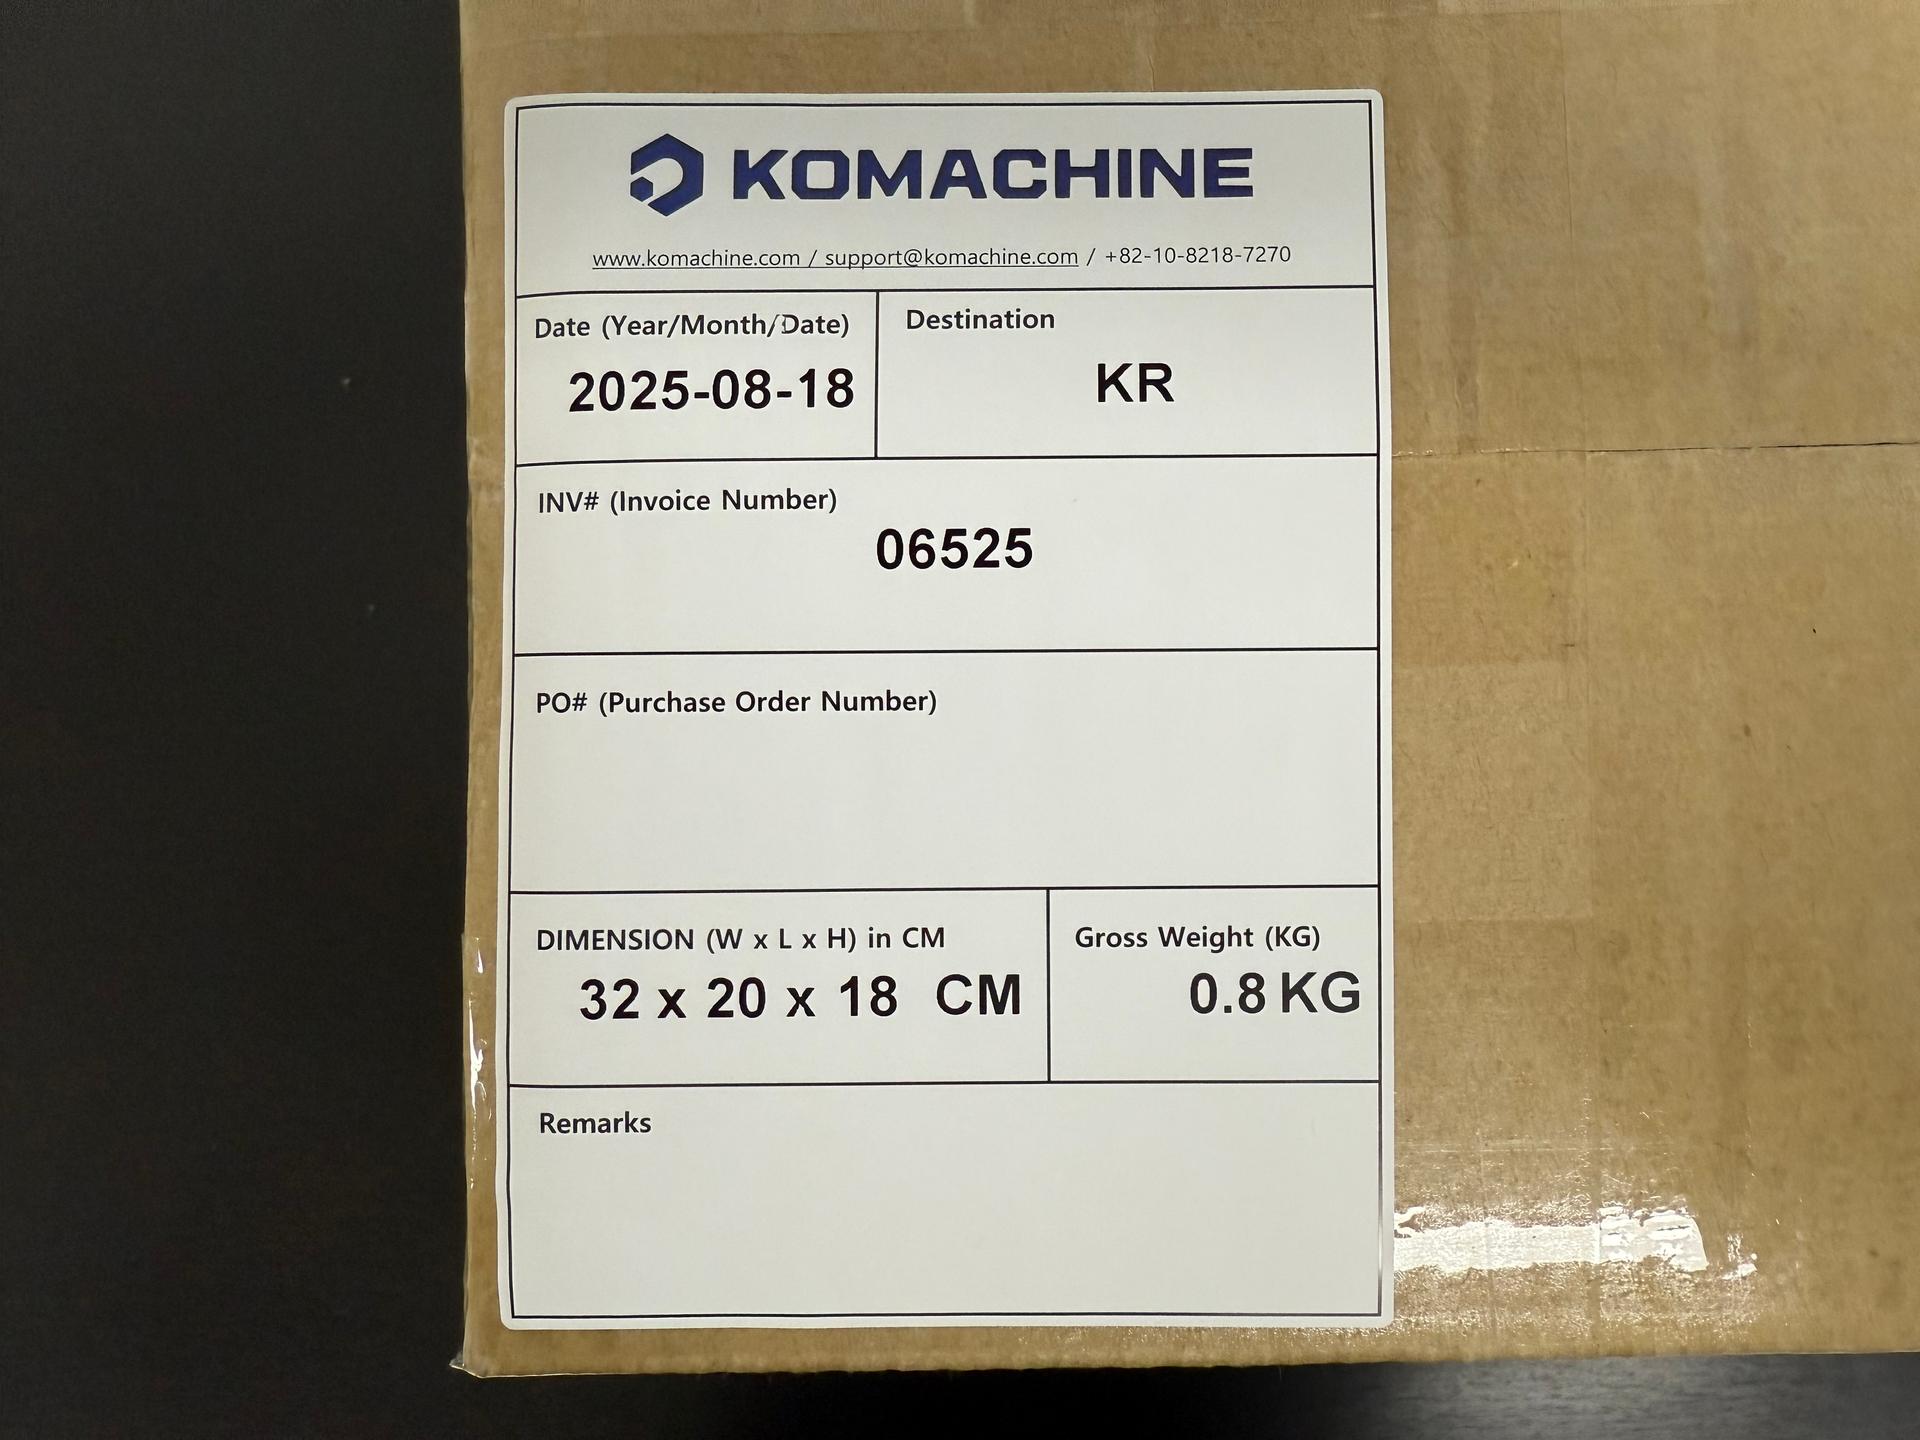 KOMACHINE
www.komachine.com / support@komachine.com / +82-10-8218-7270
Date (Year/Month/Date)
2025-08-18
Destination
KR
INV# (Invoice Number)
06525
PO# (Purchase Order Number)
DIMENSION (W x L x H) in CM
32 x 20 x 18 CM
Gross Weight (KG)
0.8 KG
Remarks